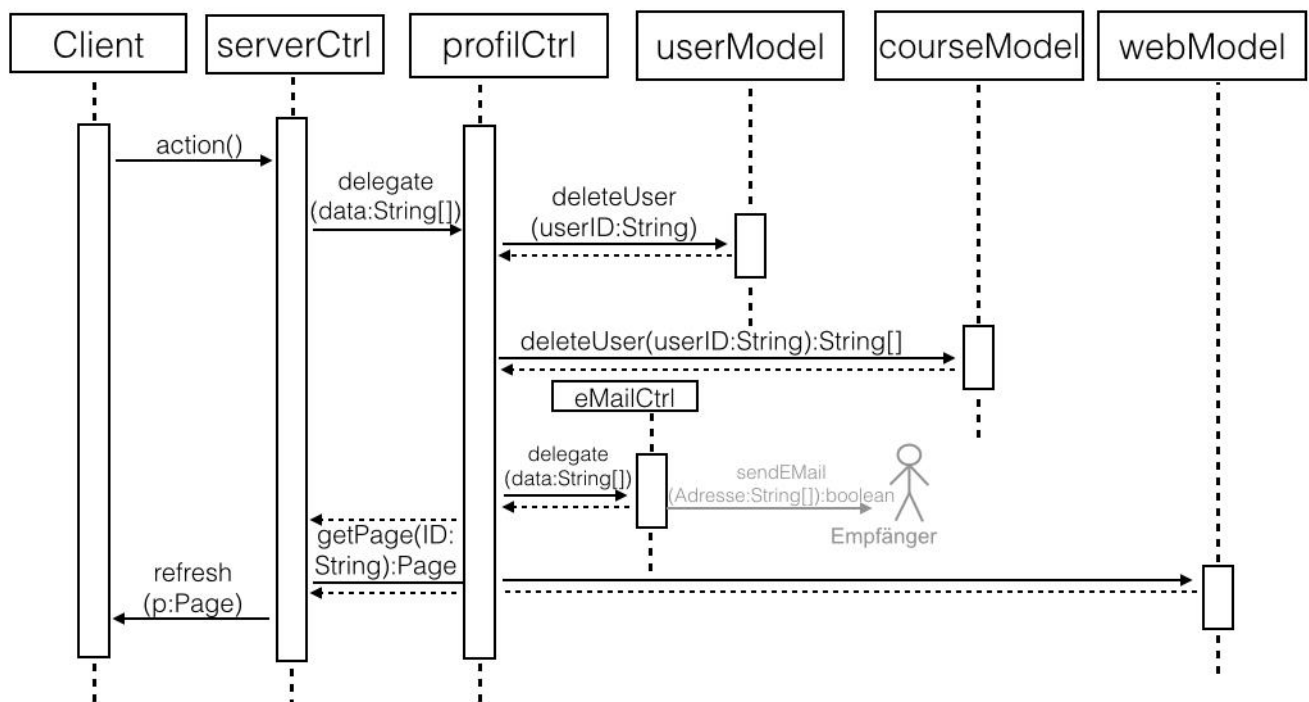 Client
serverCtrl
profilCtrl
userModel
courseModel
webModel
action()
delegate
(data:String[])
deleteUser
(userID:String)
deleteUser(userID:String):String[]
eMailCtrl
delegate
(data:String[])
sendEMail
(Adresse:String[]):boolean
Empfänger
getPage(ID:
String):Page
refresh
(p:Page)